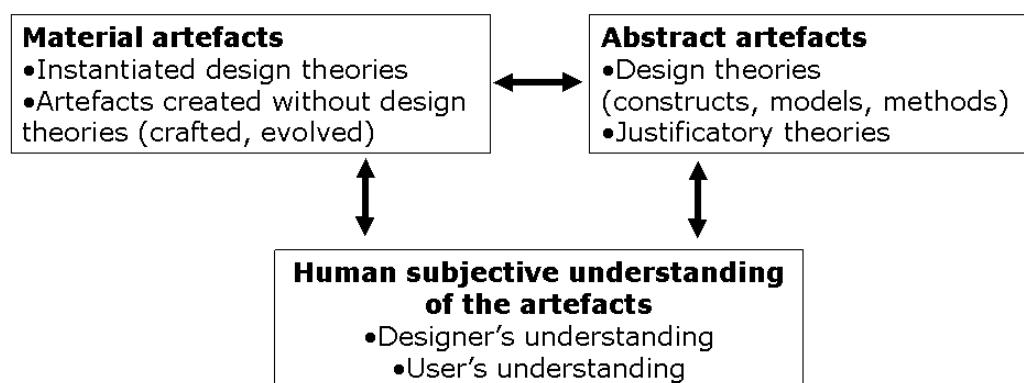 Material artefacts
•Instantiated design theories
•Artefacts created without design
theories (crafted, evolved)
Abstract artefacts
•Design theories
(constructs, models, methods)
•Justificatory theories
Human subjective understanding
of the artefacts
•Designer’s understanding
•User’s understanding